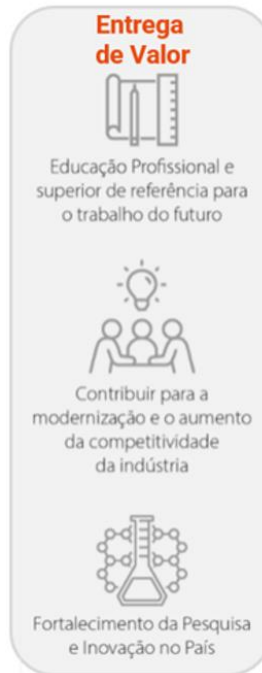 Entrega
de Valor
Educação Profissional e
superior de referência para
o trabalho do futuro
Contribuir para a
modernização e o aumento
da competitividade
da indústria
Fortalecimento da Pesquisa
e Inovação no País